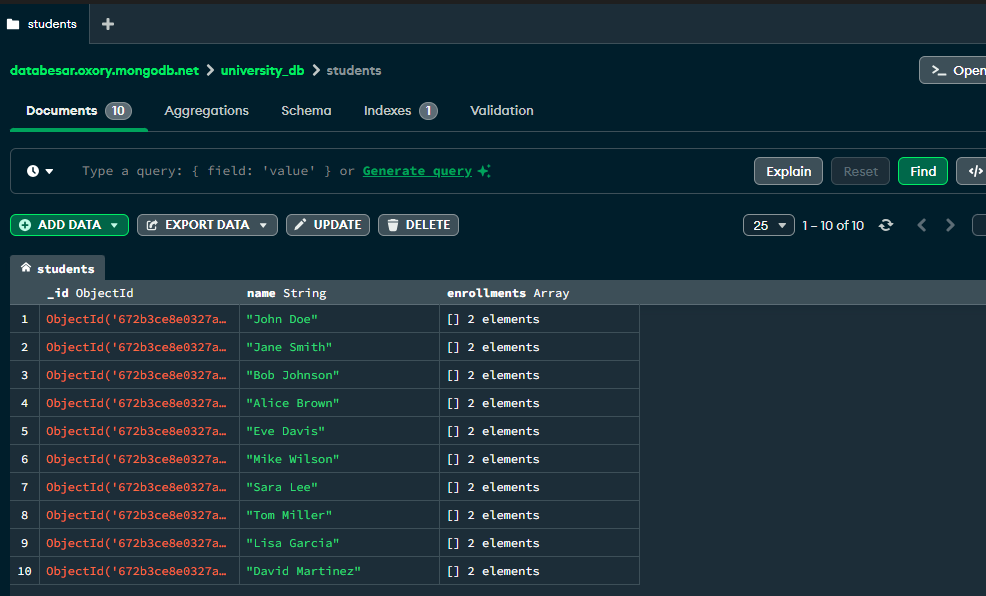 students
databesar.oxory.mongodb.net > university_db > students
>_ Open
Documents 10 Aggregations Schema Indexes 1 Validation
Type a query: { field: 'value' } or Generate query
Explain Reset Find </>
ADD DATA EXPORT DATA UPDATE DELETE 25 1 – 10 of 10
students
_id ObjectId name String enrollments Array
1 ObjectId('672b3ce8e0327a… "John Doe" [] 2 elements
2 ObjectId('672b3ce8e0327a… "Jane Smith" [] 2 elements
3 ObjectId('672b3ce8e0327a… "Bob Johnson" [] 2 elements
4 ObjectId('672b3ce8e0327a… "Alice Brown" [] 2 elements
5 ObjectId('672b3ce8e0327a… "Eve Davis" [] 2 elements
6 ObjectId('672b3ce8e0327a… "Mike Wilson" [] 2 elements
7 ObjectId('672b3ce8e0327a… "Sara Lee" [] 2 elements
8 ObjectId('672b3ce8e0327a… "Tom Miller" [] 2 elements
9 ObjectId('672b3ce8e0327a… "Lisa Garcia" [] 2 elements
10 ObjectId('672b3ce8e0327a… "David Martinez" [] 2 elements